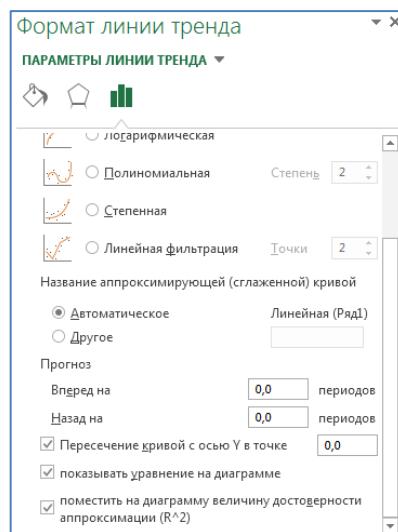 Формат линии тренда
ПАРАМЕТРЫ ЛИНИИ ТРЕНДА
Логарифмическая
Полиномиальная Степень 2
Степенная
Линейная фильтрация Точки 2
Название аппроксимирующей (сглаженной) кривой
Автоматическое Линейная (Ряд1)
Другое
Прогноз
Вперед на 0,0 периодов
Назад на 0,0 периодов
Пересечение кривой с осью Y в точке 0,0
показывать уравнение на диаграмме
поместить на диаграмму величину достоверности
аппроксимации (R^2)